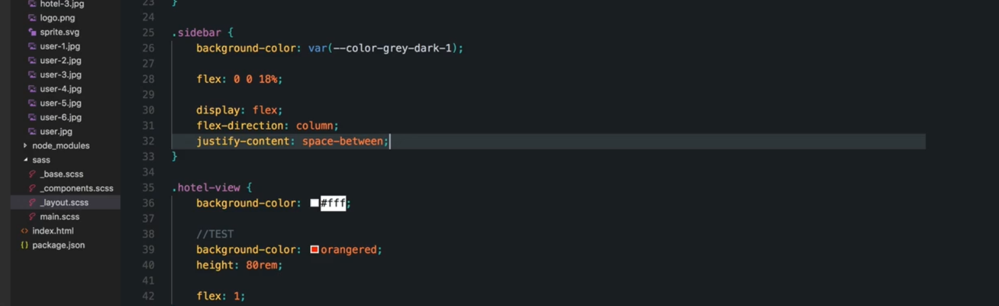 hotel-3.jpg
logo.png
sprite.svg
user-1.jpg
user-2.jpg
user-3.jpg
user-4.jpg
user-5.jpg
user-6.jpg
user.jpg
node_modules
sass
_base.scss
_components.scss
_layout.scss
main.scss
index.html
{} package.json
23 }
24
25 .sidebar {
26 background-color: var(--color-grey-dark-1);
27
28 flex: 0 0 18%;
29
30 display: flex;
31 flex-direction: column;
32 justify-content: space-between;
33 }
34
35 .hotel-view {
36 background-color: #fff;
37
38 //TEST
39 background-color: orangered;
40 height: 80rem;
41
42 flex: 1;